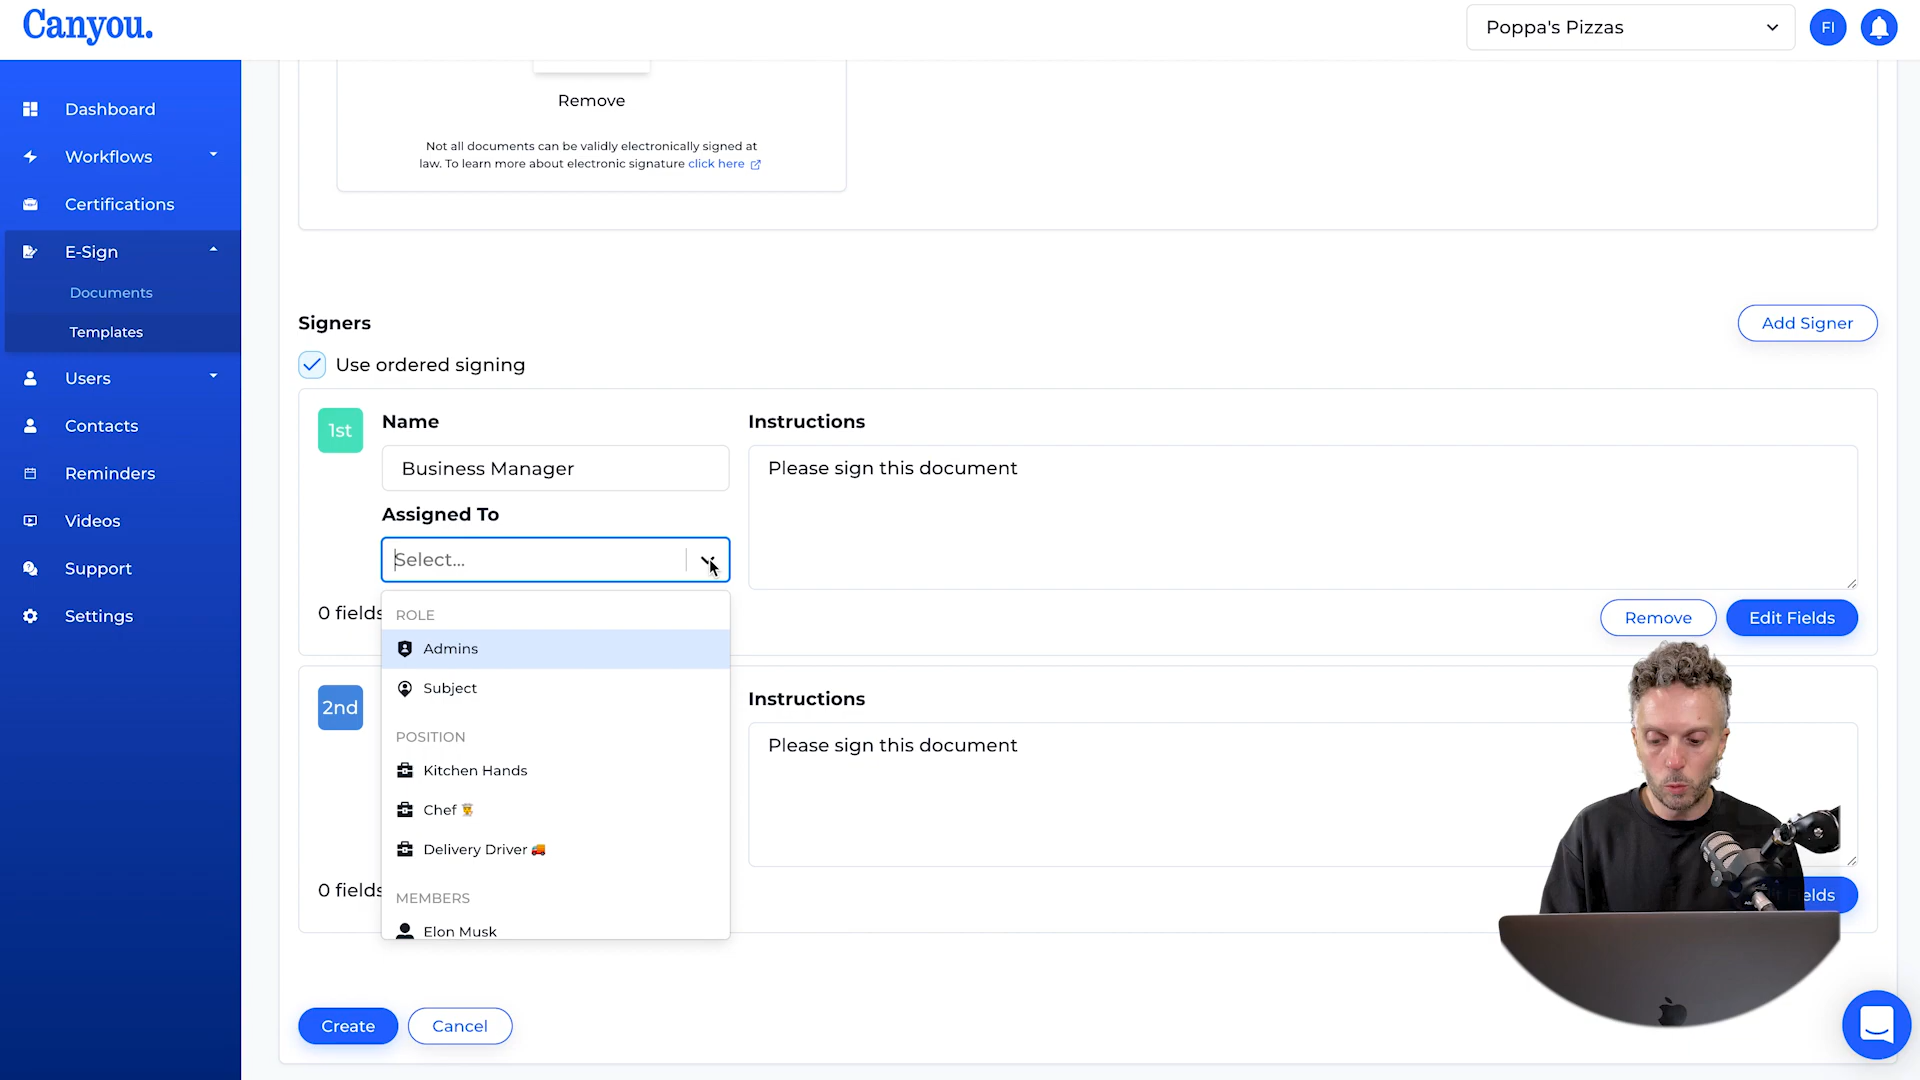 Canyou.
Poppa's Pizzas
FI
Dashboard
Workflows
Certifications
E-Sign
Documents
Templates
Users
Contacts
Reminders
Videos
Support
Settings
Remove
Not all documents can be validly electronically signed at
law. To learn more about electronic signature click here
Signers
Add Signer
Use ordered signing
1st
Name
Instructions
Business Manager
Please sign this document
Assigned To
Select...
0 fields
Remove
Edit Fields
ROLE
Admins
Subject
POSITION
Kitchen Hands
Chef 👨‍🍳
Delivery Driver 🚚
MEMBERS
Elon Musk
2nd
Instructions
Please sign this document
0 fields
Fields
Create
Cancel